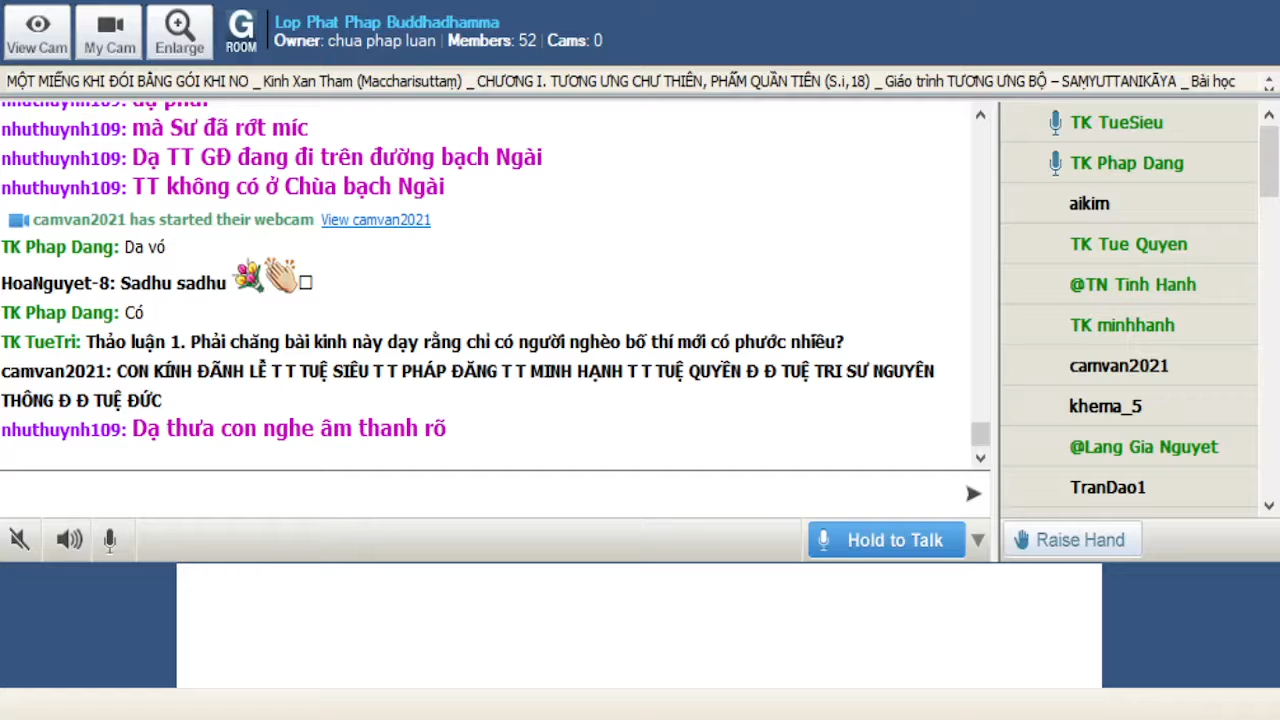 View Cam
My Cam
Enlarge
G
ROOM
Lop Phat Phap Buddhadhamma
Owner: chua phap luan | Members: 52 | Cams: 0
MỘT MIẾNG KHI ĐÓI BẰNG GÓI KHI NO _ Kinh Xan Tham (Maccharisuttaṃ) _ CHƯƠNG I. TƯƠNG ƯNG CHƯ THIÊN, PHẨM QUẦN TIÊN (S.i,18) _ Giáo trình TƯƠNG ƯNG BỘ – SAṂYUTTANIKĀYA _ Bài học
nhuthuynh109: dạ phải
nhuthuynh109: mà Sư đã rớt míc
nhuthuynh109: Dạ TT GĐ đang đi trên đường bạch Ngài
nhuthuynh109: TT không có ở Chùa bạch Ngài
camvan2021 has started their webcam View camvan2021
TK Phap Dang: Da vó
HoaNguyet-8: Sadhu sadhu
TK Phap Dang: Có
TK TueTri: Thảo luận 1. Phải chăng bài kinh này dạy rằng chỉ có người nghèo bố thí mới có phước nhiều?
camvan2021: CON KÍNH ĐÃNH LỄ T T TUỆ SIÊU T T PHÁP ĐĂNG T T MINH HẠNH T T TUỆ QUYỀN Đ Đ TUỆ TRI SƯ NGUYÊN
THÔNG Đ Đ TUỆ ĐỨC
nhuthuynh109: Dạ thưa con nghe âm thanh rõ
TK TueSieu
TK Phap Dang
aikim
TK Tue Quyen
@TN Tinh Hanh
TK minhhanh
camvan2021
khema_5
@Lang Gia Nguyet
TranDao1
Hold to Talk
Raise Hand